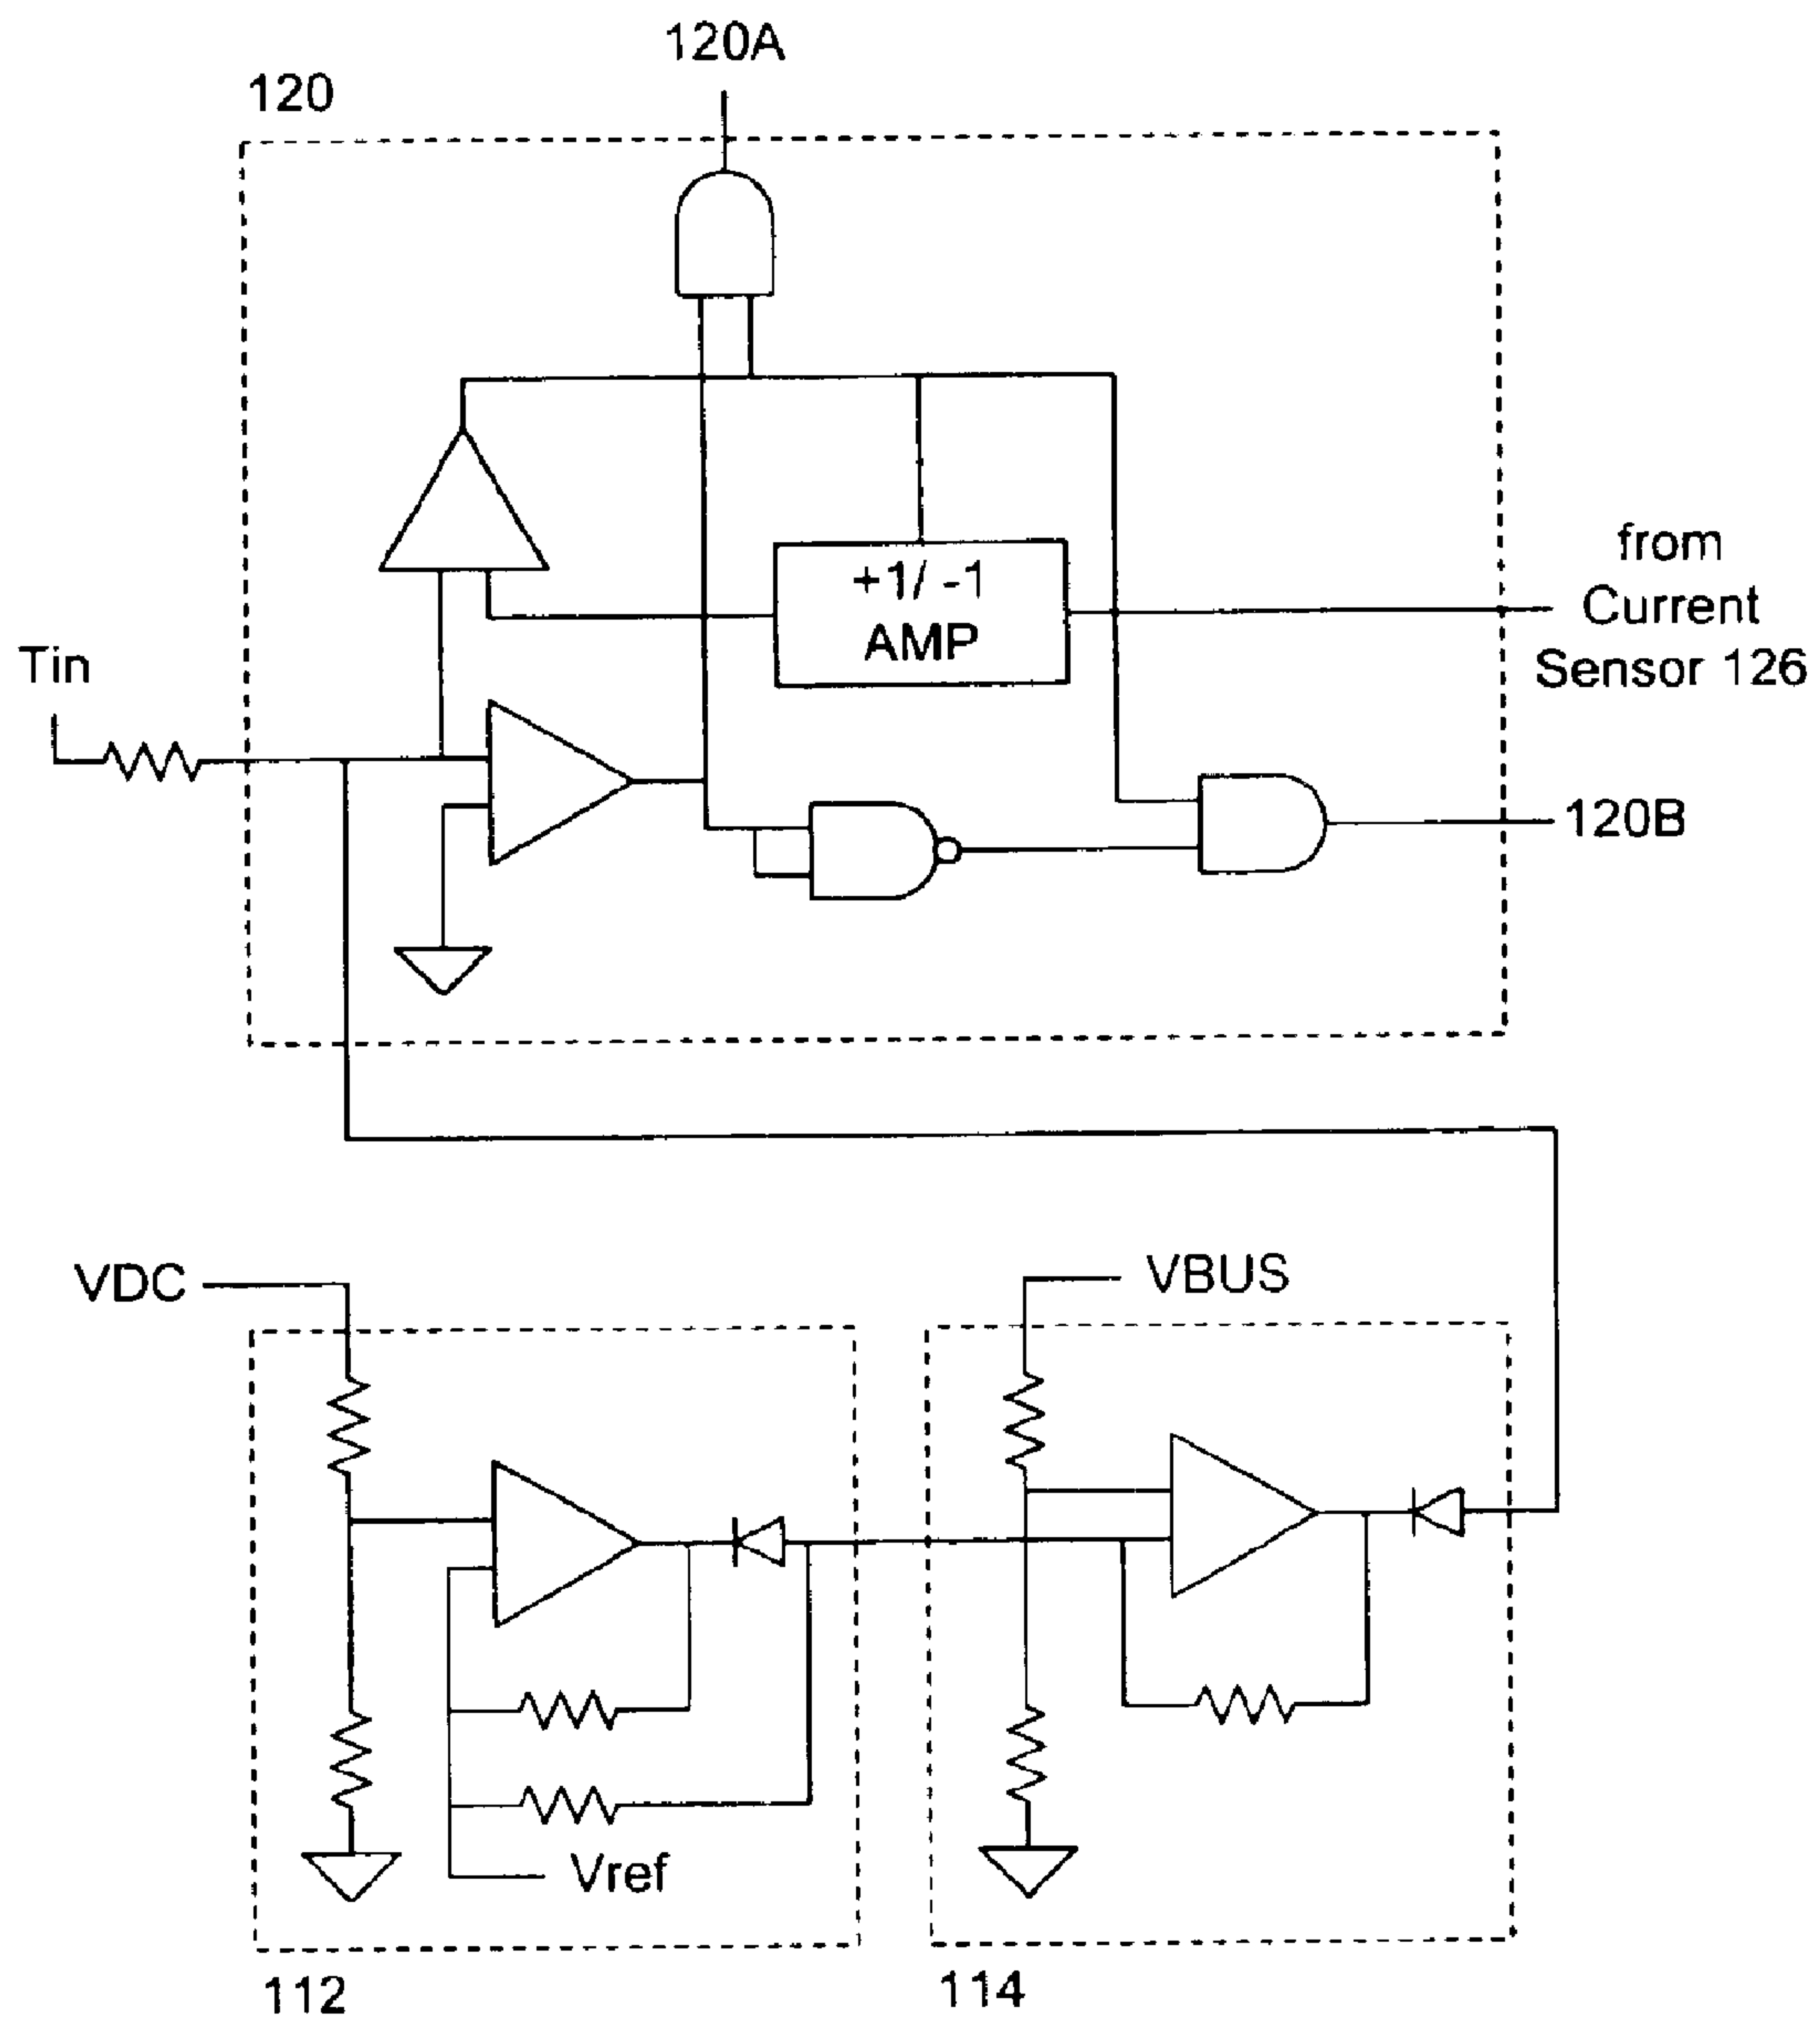 120A
120
+1/ -1
AMP
from
Current
Sensor 126
Tin
120B
VDC
VBUS
Vref
112
114